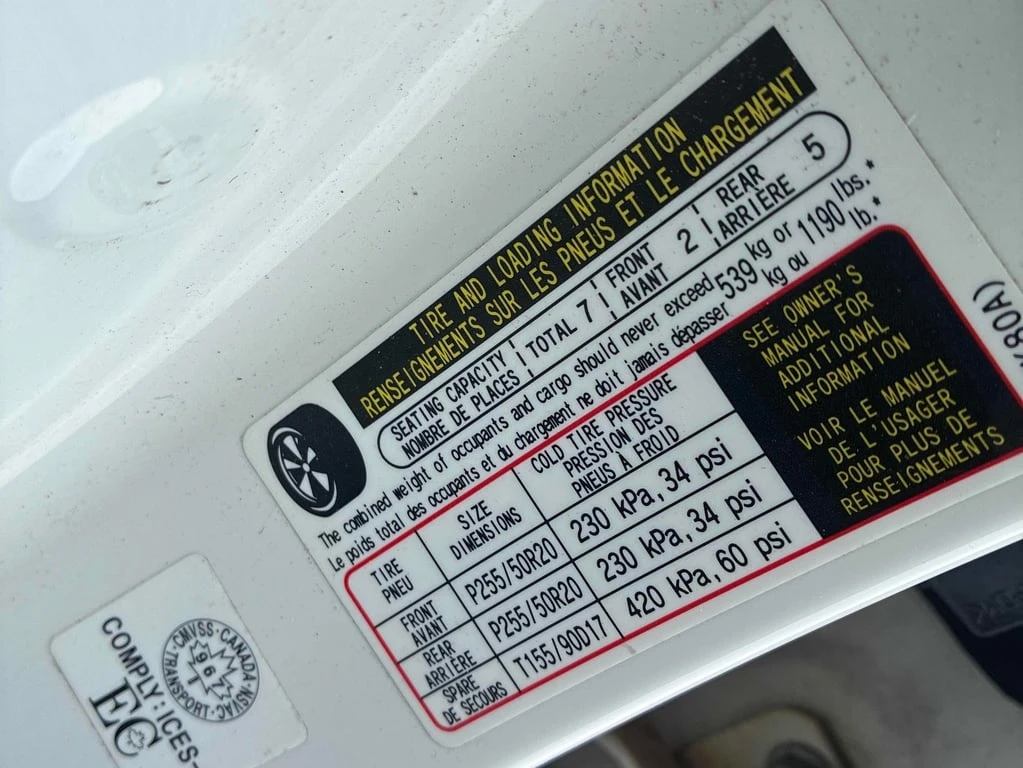 TIRE AND LOADING INFORMATION
RENSEIGNEMENTS SUR LES PNEUS ET LE CHARGEMENT
SEATING CAPACITY TOTAL 7 FRONT 2 REAR 5
NOMBRE DE PLACES AVANT ARRIÈRE
The combined weight of occupants and cargo should never exceed 539 kg or 1190 lbs.*
Le poids total des occupants et du chargement ne doit jamais dépasser kg ou lb.*
TIRE SIZE COLD TIRE PRESSURE
PNEU DIMENSIONS PRESSION DES
PNEUS À FROID
FRONT P255/50R20 230 kPa, 34 psi
AVANT
REAR P255/50R20 230 kPa, 34 psi
ARRIÈRE
SPARE T155/90D17 420 kPa, 60 psi
DE SECOURS
SEE OWNER'S
MANUAL FOR
ADDITIONAL
INFORMATION
VOIR LE MANUEL
DE L'USAGER
POUR PLUS DE
RENSEIGNEMENTS
K80A)
CMVSS·CANADA·NSVAC·TRANSPORT·
COMPLY:ICES-